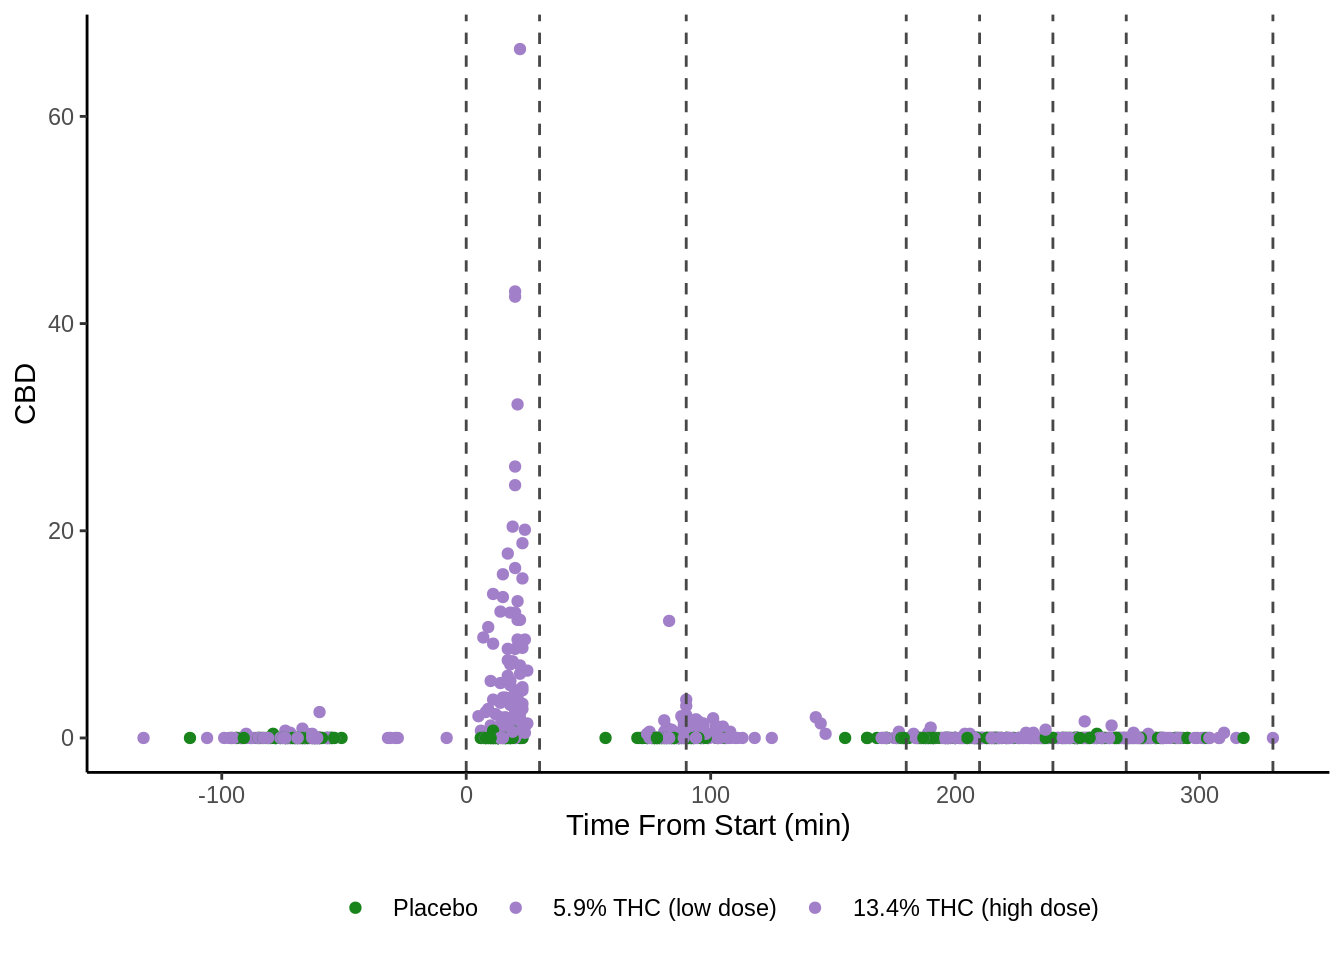 60
40
20
0
CBD
-100 0 100 200 300
Time From Start (min)
Placebo 5.9% THC (low dose) 13.4% THC (high dose)